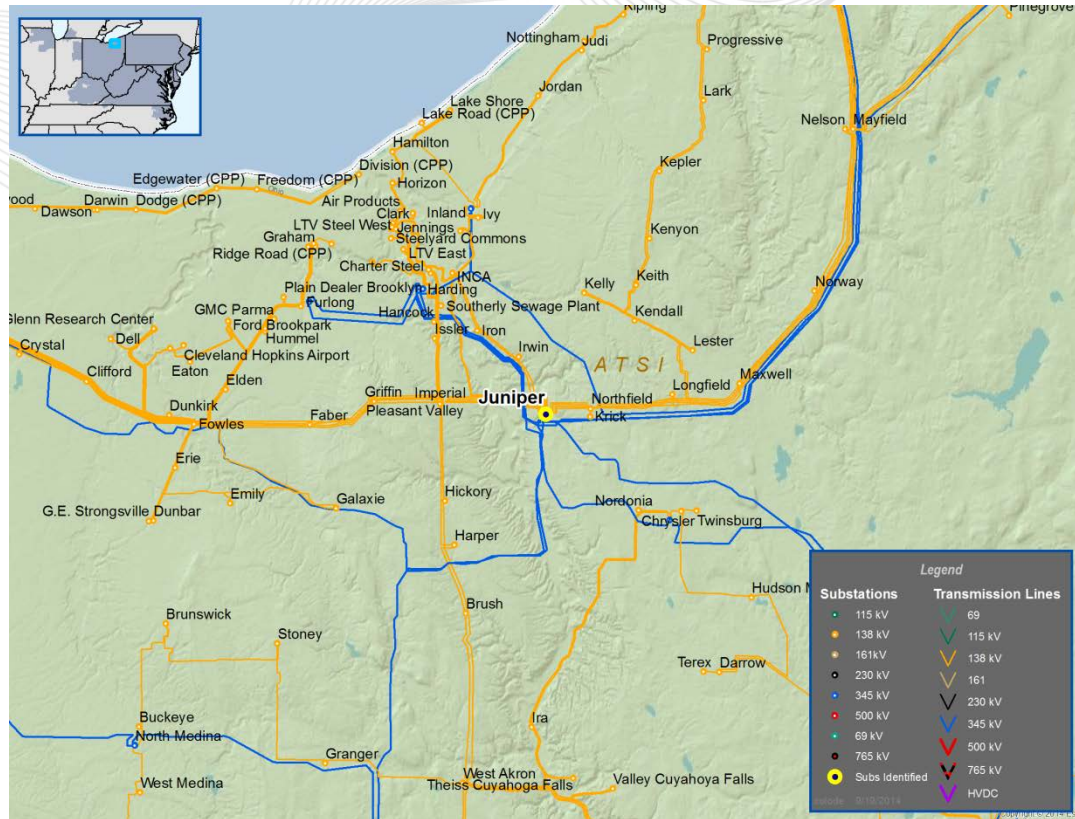 Kipling
Pinegrove
Nottingham
Judi
Progressive
Jordan
Lark
Lake Shore
Lake Road (CPP)
Nelson
Mayfield
Hamilton
Kepler
Division (CPP)
Edgewater (CPP)
Freedom (CPP)
Horizon
Darwin
Dodge (CPP)
Dawson
Air Products
Clark
Inland
Ivy
LTV Steel West
Jennings
Graham
Steelyard Commons
Kenyon
Ridge Road (CPP)
LTV East
Charter Steel
INCA
Keith
Plain Dealer Brooklyn
Harding
Kelly
Norway
Furlong
GMC Parma
Hancock
Southerly Sewage Plant
Kendall
Glenn Research Center
Ford Brookpark
Issler
Iron
Dell
Hummel
Crystal
Cleveland Hopkins Airport
Irwin
Lester
Eaton
ATSI
Clifford
Elden
Maxwell
Griffin
Imperial
Juniper
Longfield
Northfield
Dunkirk
Faber
Pleasant Valley
Krick
Fowles
Erie
Emily
Galaxie
Hickory
Nordonia
G.E. Strongsville
Dunbar
Chrysler
Twinsburg
Harper
Hudson
Brunswick
Brush
Stoney
Terex
Darrow
Buckeye
North Medina
Ira
Granger
West Medina
West Akron
Theiss
Cuyahoga Falls
Valley Cuyahoya Falls
Legend
Substations
115 kV
138 kV
161kV
230 kV
345 kV
500 kV
69 kV
765 kV
Subs Identified
Transmission Lines
69
115 kV
138 kV
161
230 kV
345 kV
500 kV
765 kV
HVDC